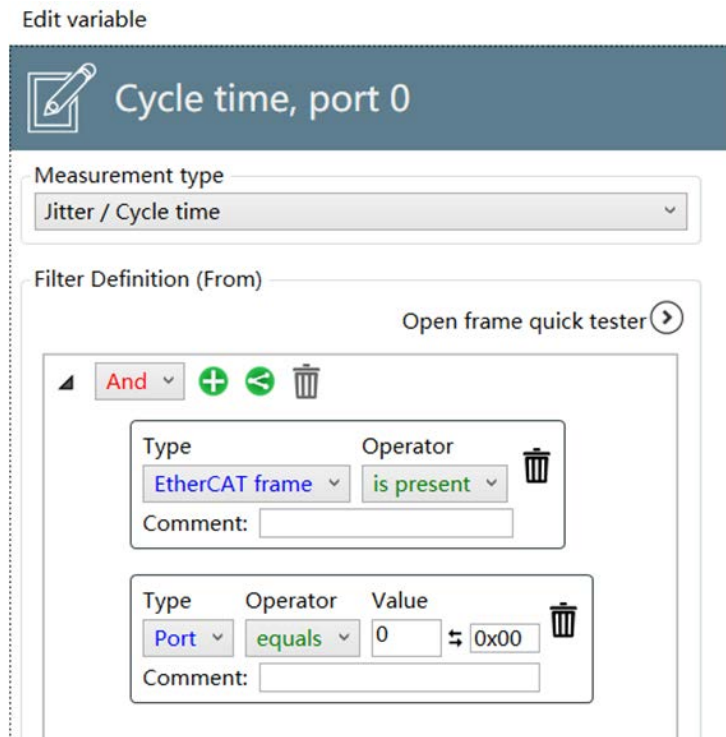 Edit variable
Cycle time, port 0
Measurement type
Jitter / Cycle time
Filter Definition (From)
Open frame quick tester
And
Type Operator
EtherCAT frame is present
Comment:
Type Operator Value
Port equals 0 0x00
Comment: